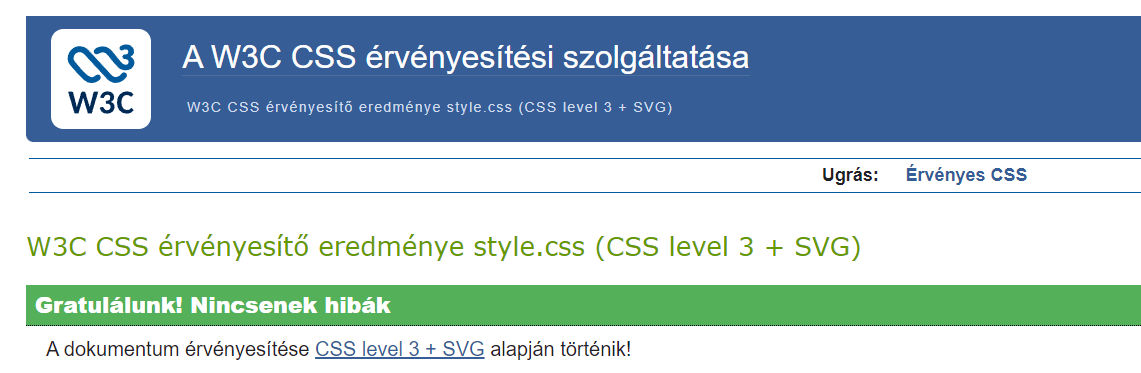 W3C
A W3C CSS érvényesítési szolgáltatása
W3C CSS érvényesítő eredménye style.css (CSS level 3 + SVG)
Ugrás: Érvényes CSS
W3C CSS érvényesítő eredménye style.css (CSS level 3 + SVG)
Gratulálunk! Nincsenek hibák
A dokumentum érvényesítése CSS level 3 + SVG alapján történik!